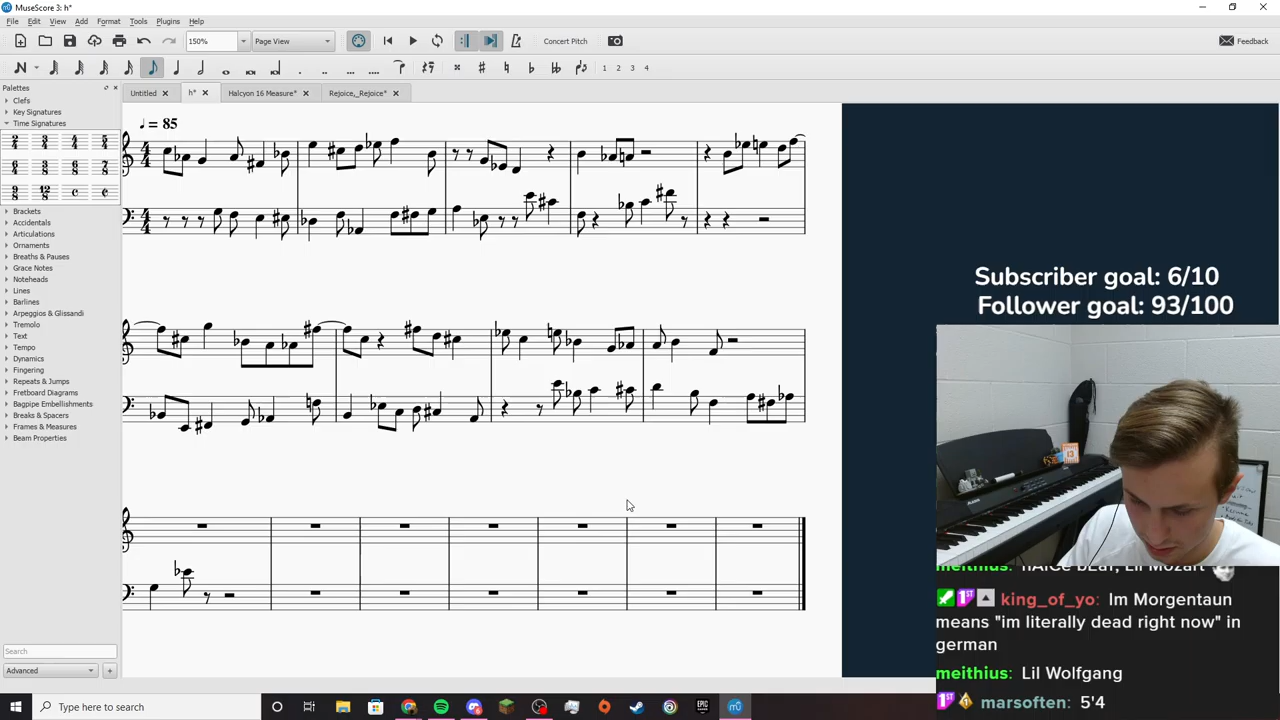 MuseScore 3: h*
File Edit View Add Format Tools Plugins Help
150% Page View Concert Pitch Feedback
1 2 3 4
Palettes
Untitled h* Halcyon 16 Measure* Rejoice,_Rejoice*
Clefs
Key Signatures
Time Signatures
Brackets
Accidentals
Articulations
Ornaments
Breaths & Pauses
Grace Notes
Noteheads
Lines
Barlines
Arpeggios & Glissandi
Tremolo
Text
Tempo
Dynamics
Fingering
Repeats & Jumps
Fretboard Diagrams
Bagpipe Embellishments
Breaks & Spacers
Frames & Measures
Beam Properties
Search
Advanced
= 85
Subscriber goal: 6/10
Follower goal: 93/100
king_of_yo: Im Morgentaun
means "im literally dead right now" in
german
meithius: Lil Wolfgang
marsoften: 5'4
Type here to search